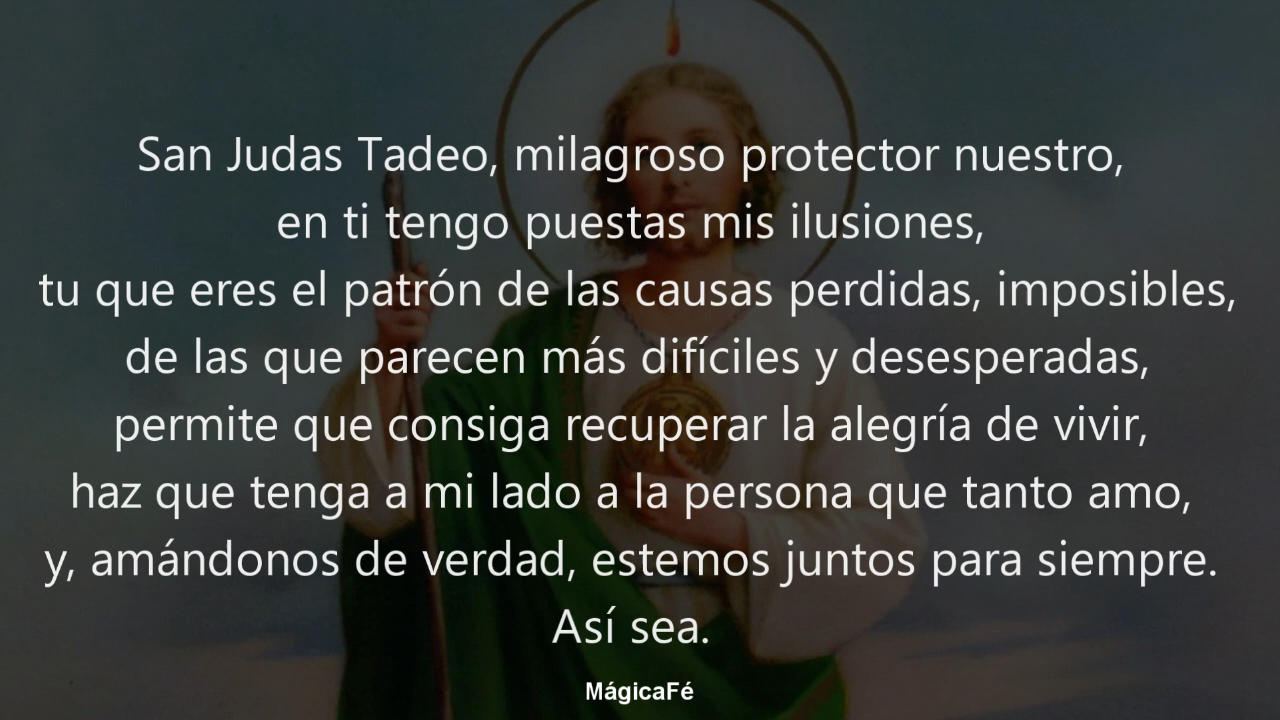 San Judas Tadeo, milagroso protector nuestro,
en ti tengo puestas mis ilusiones,
tu que eres el patrón de las causas perdidas, imposibles,
de las que parecen más difíciles y desesperadas,
permite que consiga recuperar la alegría de vivir,
haz que tenga a mi lado a la persona que tanto amo,
y, amándonos de verdad, estemos juntos para siempre.
Así sea.
MágicaFé